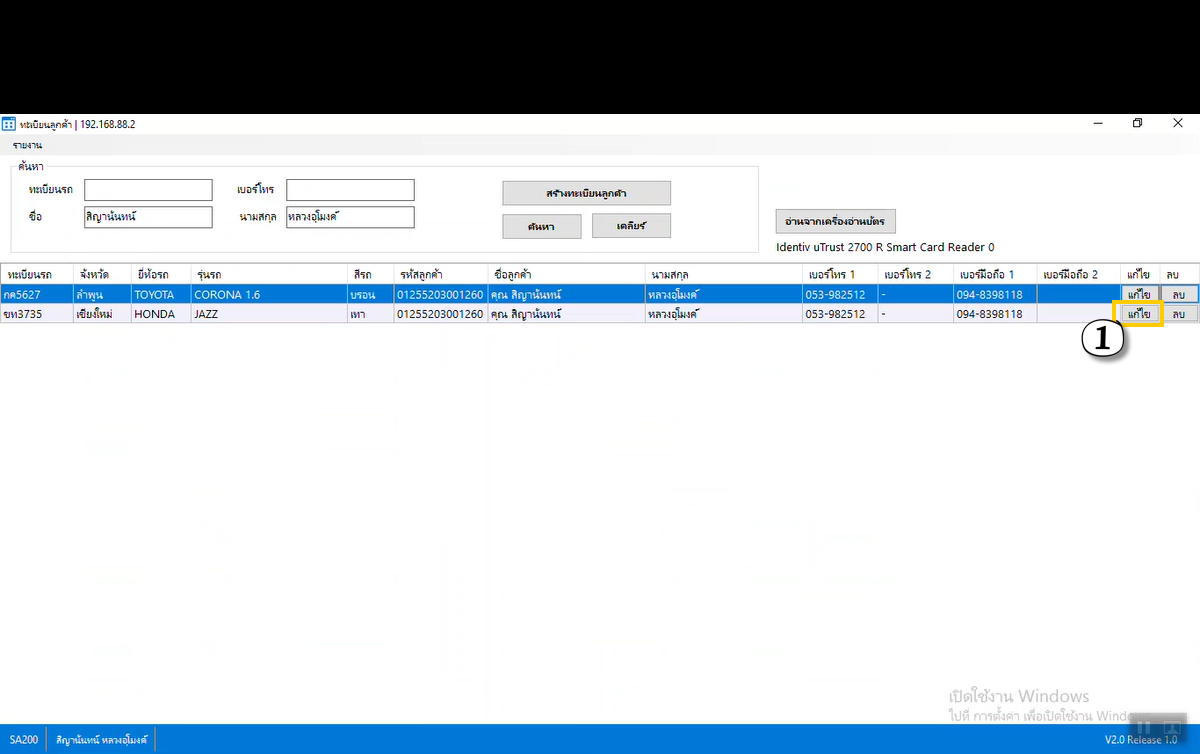 ทะเบียนลูกค้า | 192.168.88.2
รายงาน
ค้นหา
ทะเบียนรถ เบอร์โทร สร้างทะเบียนลูกค้า
ชื่อ สิญานันทน์ นามสกุล หลวงอุโมงค์ ค้นหา เคลียร์ อ่านจากเครื่องอ่านบัตร
Identiv uTrust 2700 R Smart Card Reader 0
ทะเบียนรถ จังหวัด ยี่ห้อรถ รุ่นรถ สีรถ รหัสลูกค้า ชื่อลูกค้า นามสกุล เบอร์โทร 1 เบอร์โทร 2 เบอร์มือถือ 1 เบอร์มือถือ 2 แก้ไข ลบ
กต5627 ลำพูน TOYOTA CORONA 1.6 บรอน 01255203001260 คุณ สิญานันทน์ หลวงอุโมงค์ 053-982512 - 094-8398118 แก้ไข ลบ
ขท3735 เชียงใหม่ HONDA JAZZ เทา 01255203001260 คุณ สิญานันทน์ หลวงอุโมงค์ 053-982512 - 094-8398118 แก้ไข ลบ
1
เปิดใช้งาน Windows
ไปที่ การตั้งค่า เพื่อเปิดใช้งาน Windo
SA200 สิญานันทน์ หลวงอุโมงค์ V2.0 Release 1.0